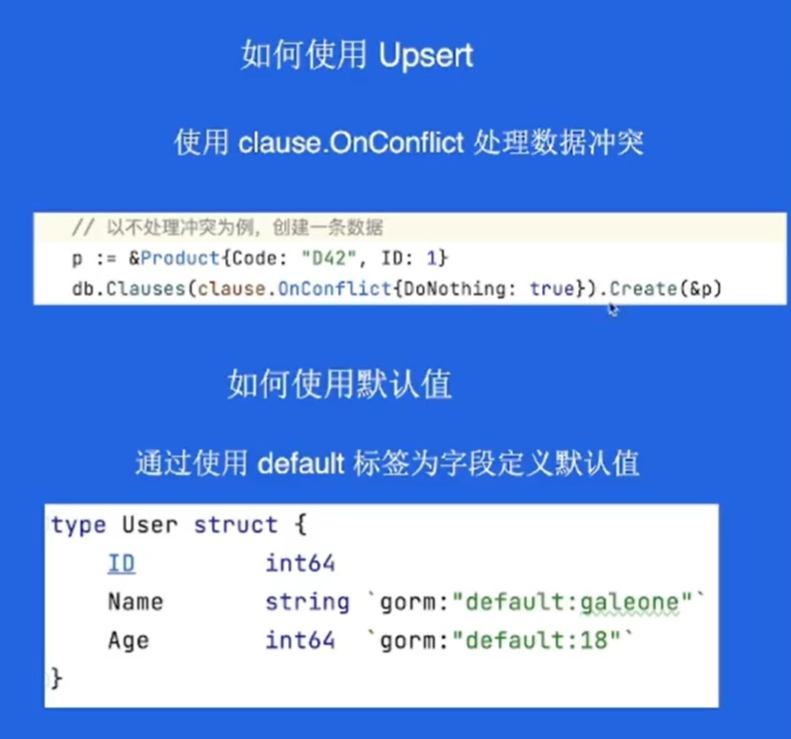 如何使用 Upsert
使用 clause.OnConflict 处理数据冲突
// 以不处理冲突为例，创建一条数据
p := &Product{Code: "D42", ID: 1}
db.Clauses(clause.OnConflict{DoNothing: true}).Create(&p)
如何使用默认值
通过使用 default 标签为字段定义默认值
type User struct {
ID int64
Name string `gorm:"default:galeone"`
Age int64 `gorm:"default:18"`
}